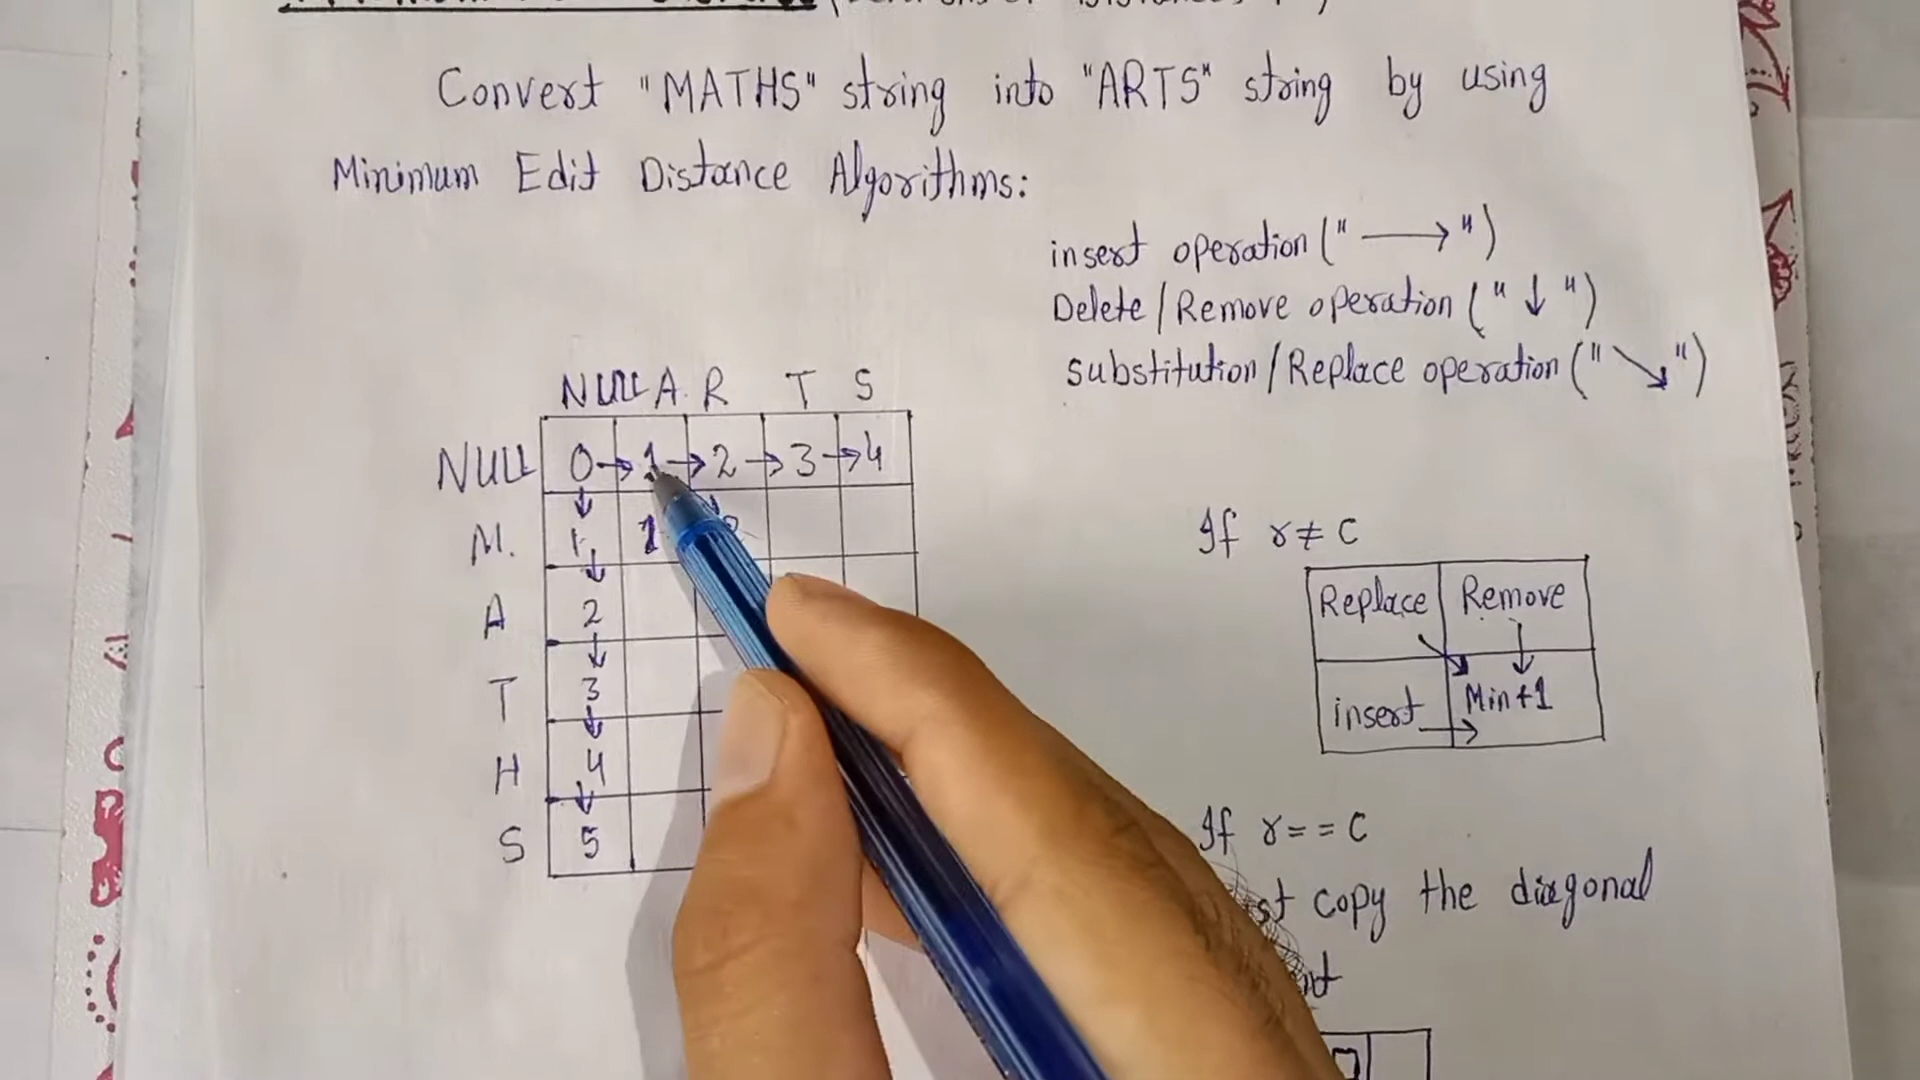 Convert "MATHS" string into "ARTS" string by using
Minimum Edit Distance Algorithms:
insert operation ("⟶")
Delete/Remove operation ("↓")
substitution/Replace operation ("↘")
NULL A R T S
NULL 0→1→2→3→4
M. 1 1
A 2
T 3
H 4
S 5
If r≠c
Replace Remove
insert → Min+1
If r==c
copy the diagonal